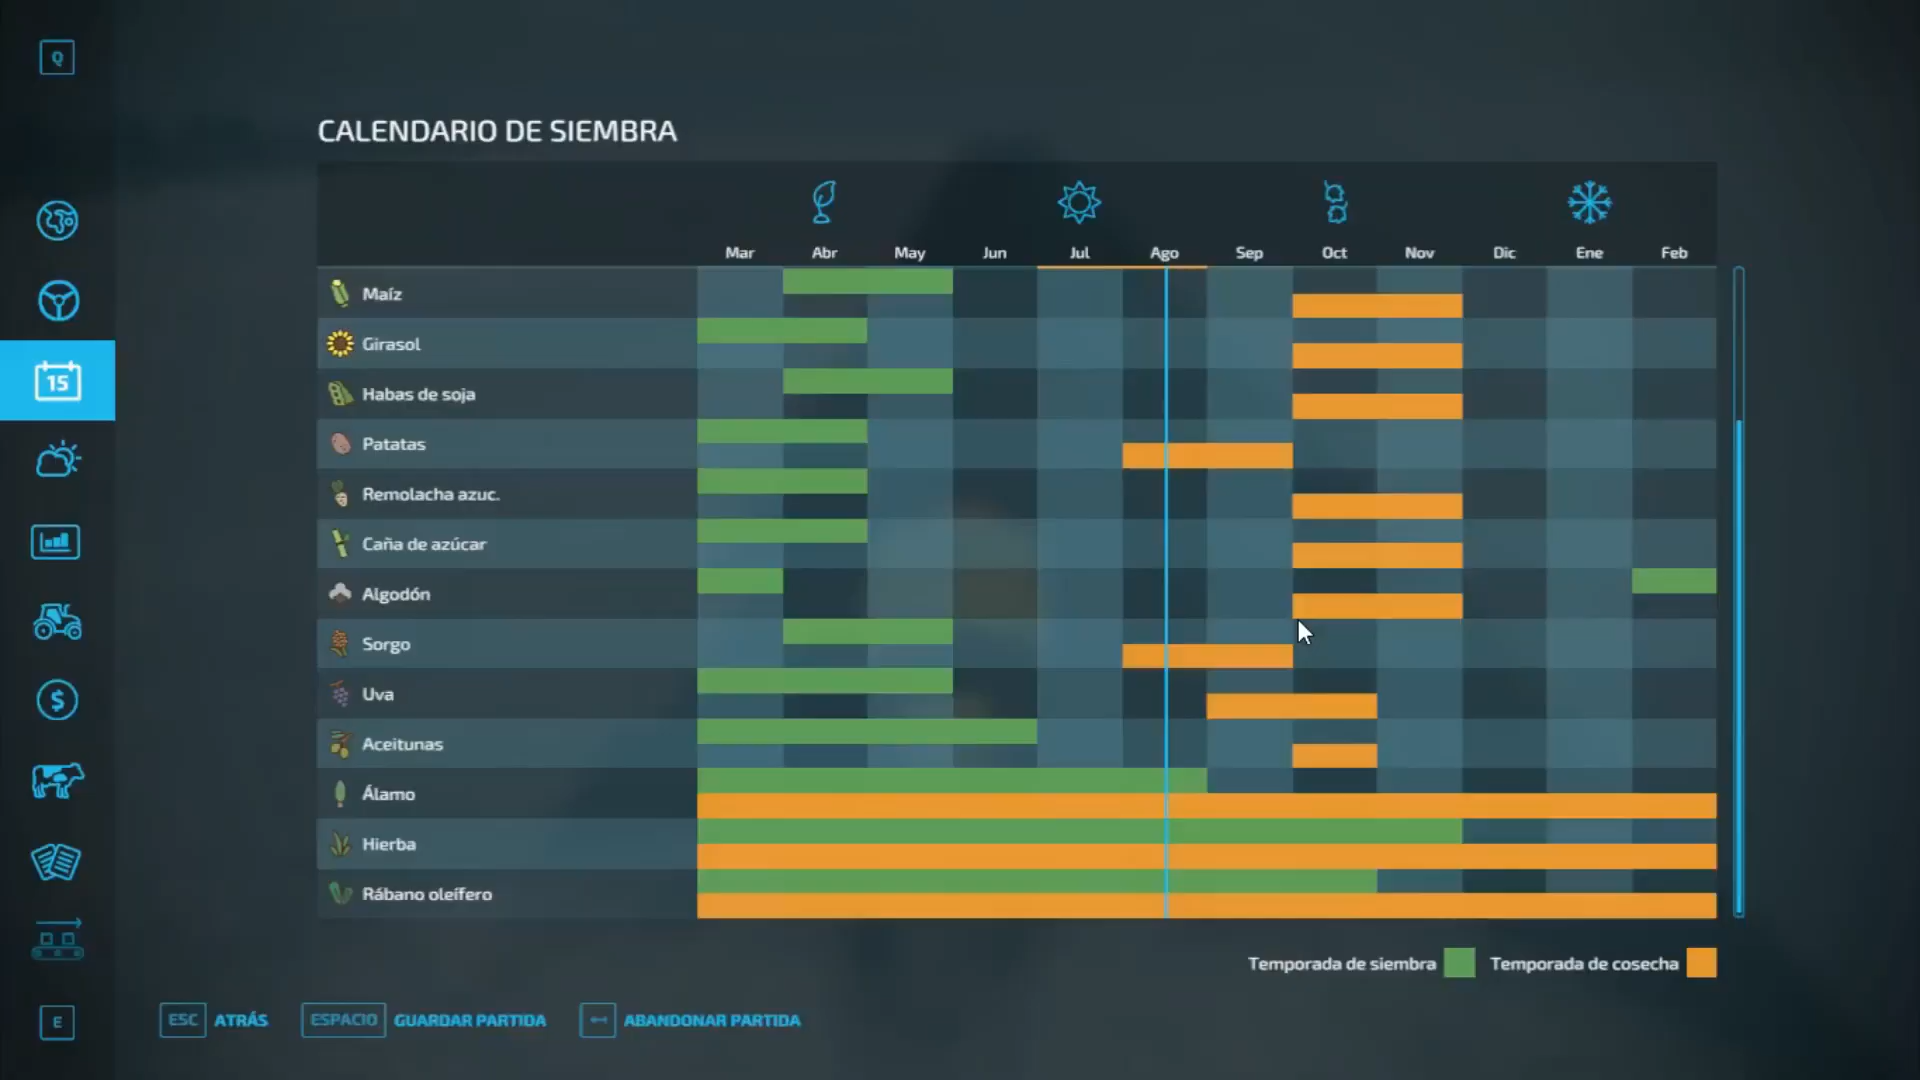 Q
CALENDARIO DE SIEMBRA
Mar Abr May Jun Jul Ago Sep Oct Nov Dic Ene Feb
Maíz
Girasol
15
Habas de soja
Patatas
Remolacha azuc.
Caña de azúcar
Algodón
Sorgo
Uva
Aceitunas
Álamo
Hierba
Rábano oleífero
Temporada de siembra Temporada de cosecha
E
ESC ATRÁS ESPACIO GUARDAR PARTIDA ABANDONAR PARTIDA